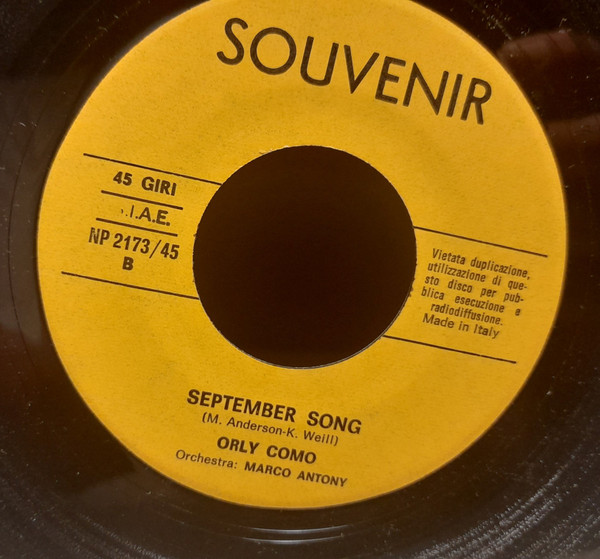 SOUVENIR
45 GIRI
.I.A.E.
NP 2173/45
B
Vietata duplicazione,
utilizzazione di que-
sto disco per pub-
blica esecuzione e
radiodiffusione.
Made in Italy
SEPTEMBER SONG
(M. Anderson-K. Weill)
ORLY COMO
Orchestra: MARCO ANTONY